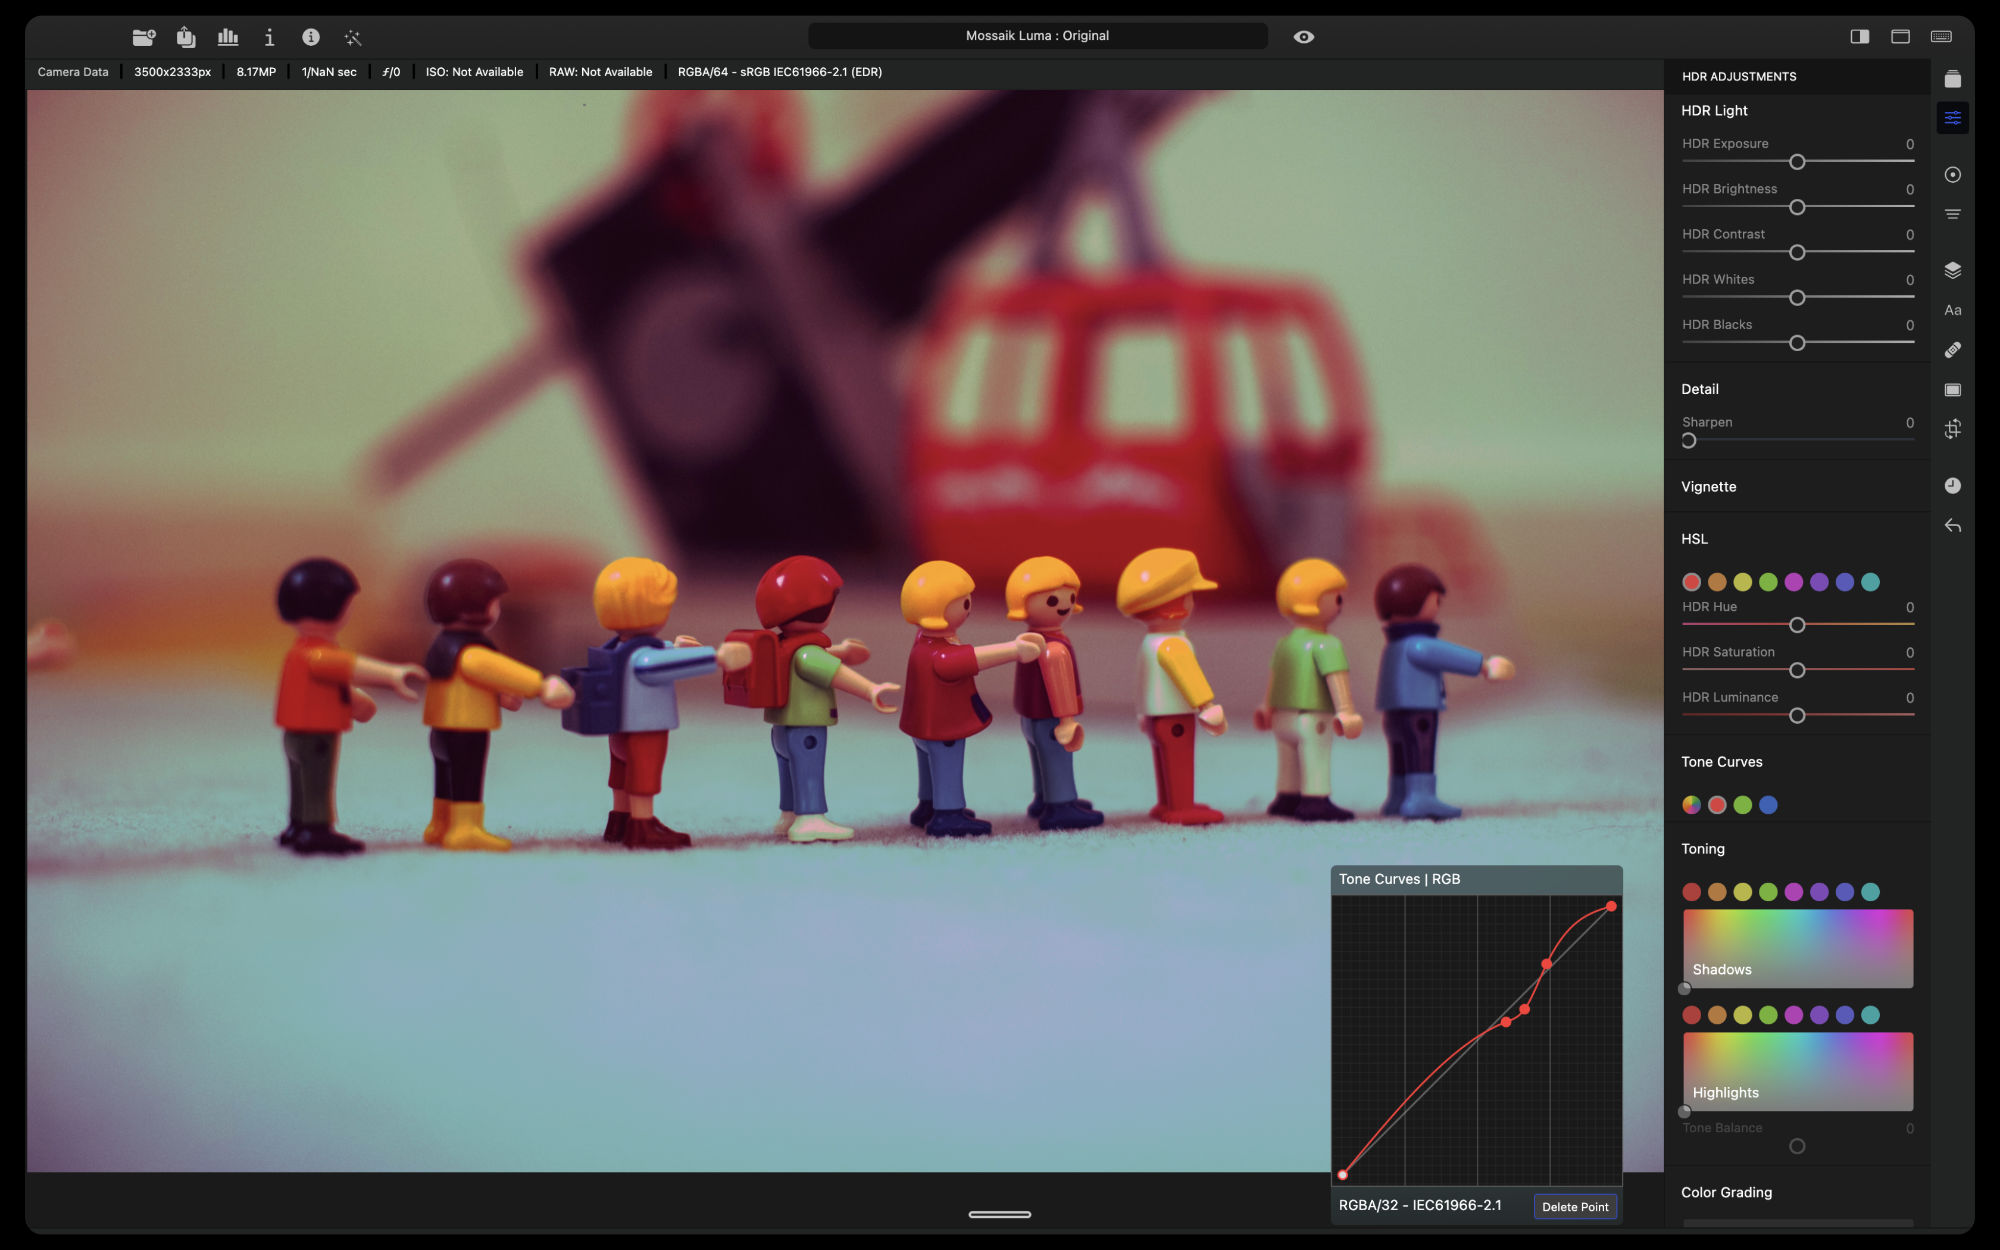 Mossaik Luma : Original
Camera Data
3500x2333px
8.17MP
1/NaN sec
ƒ/0
ISO: Not Available
RAW: Not Available
RGBA/64 - sRGB IEC61966-2.1 (EDR)
HDR ADJUSTMENTS
HDR Light
HDR Exposure 0
HDR Brightness 0
HDR Contrast 0
HDR Whites 0
HDR Blacks 0
Aa
Detail
Sharpen 0
Vignette
HSL
HDR Hue 0
HDR Saturation 0
HDR Luminance 0
Tone Curves
Toning
Shadows
Highlights
Tone Balance 0
Color Grading
Tone Curves | RGB
RGBA/32 - IEC61966-2.1
Delete Point